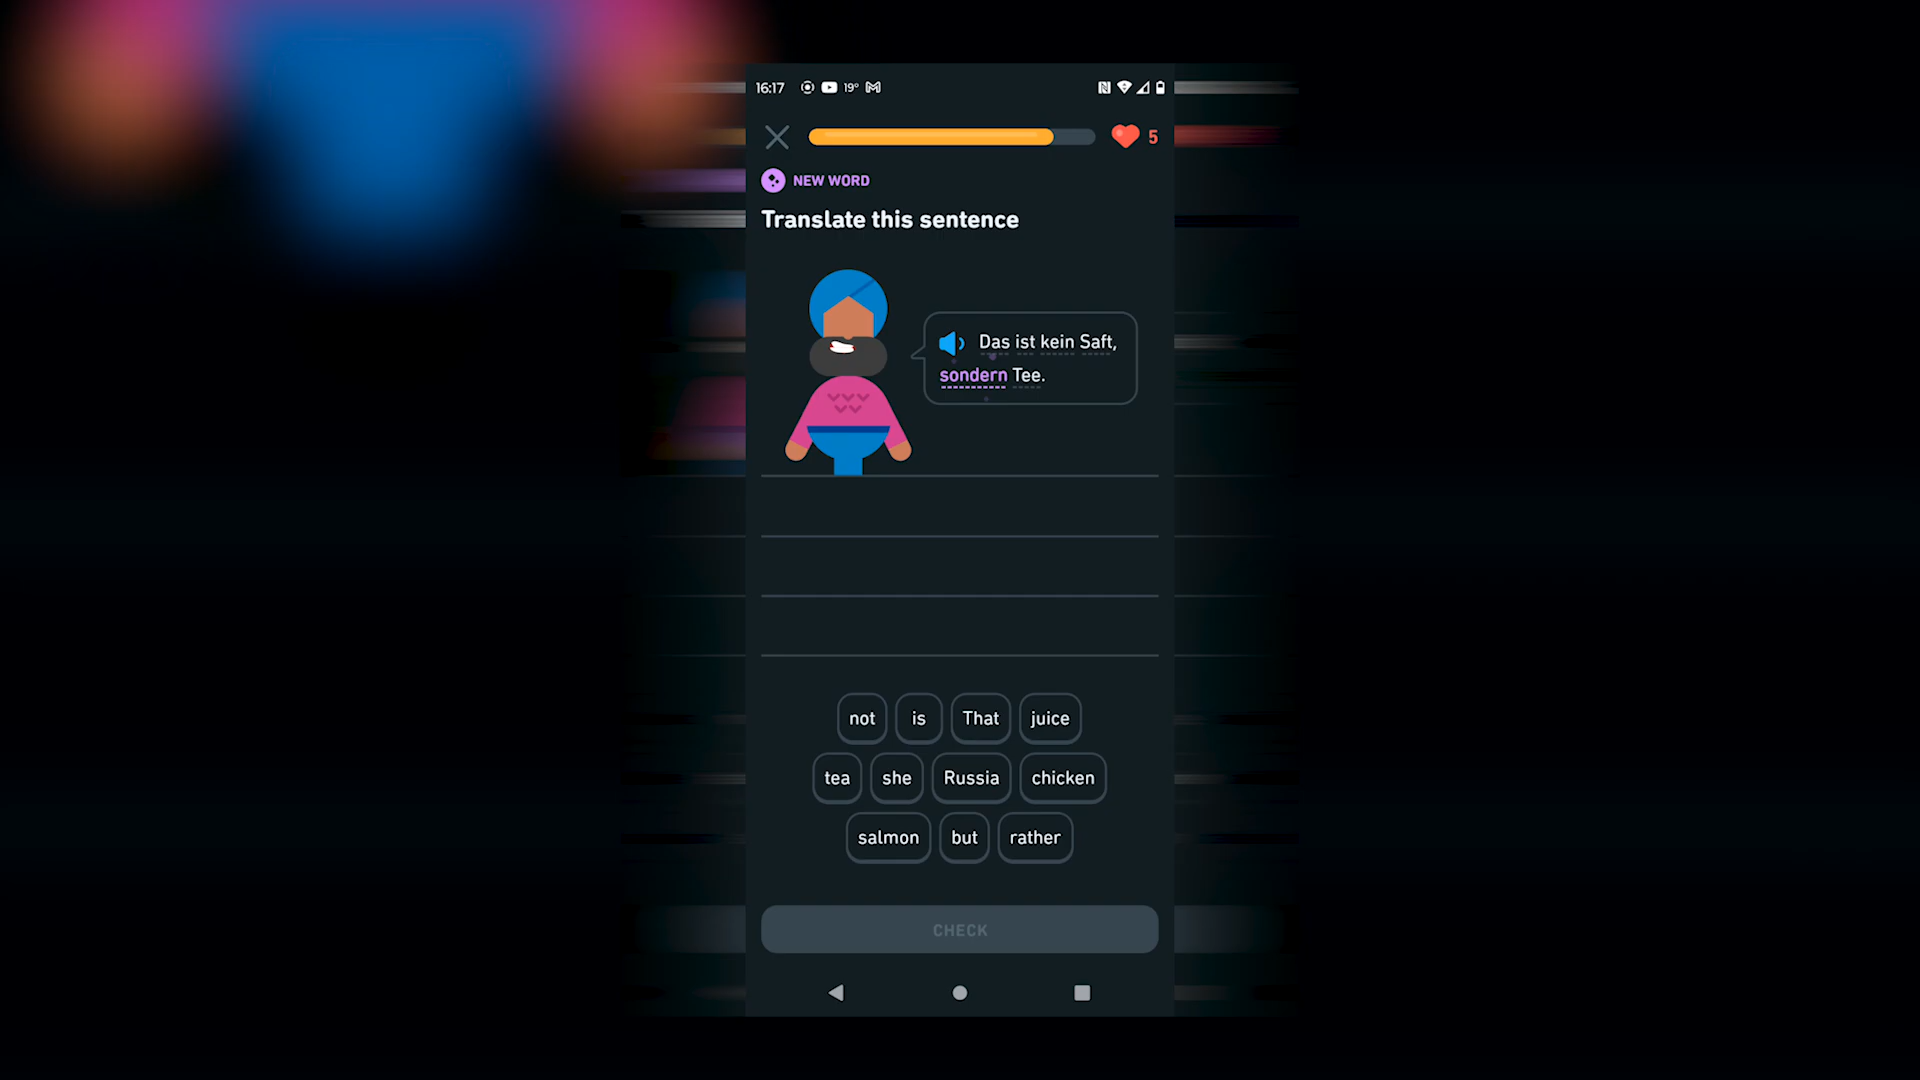 16:17 19°
5
NEW WORD
Translate this sentence
Das ist kein Saft,
sondern Tee.
not is That juice
tea she Russia chicken
salmon but rather
CHECK